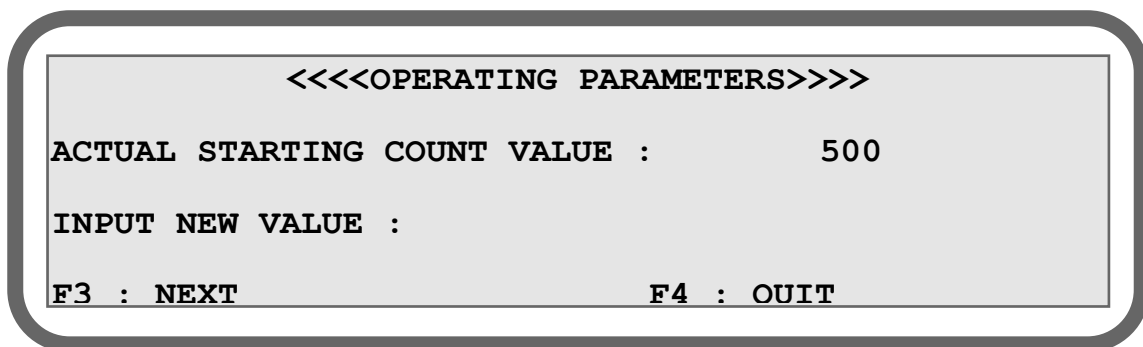 <<<<OPERATING PARAMETERS>>>>
ACTUAL STARTING COUNT VALUE : 500
INPUT NEW VALUE :
F3 : NEXT F4 : QUIT